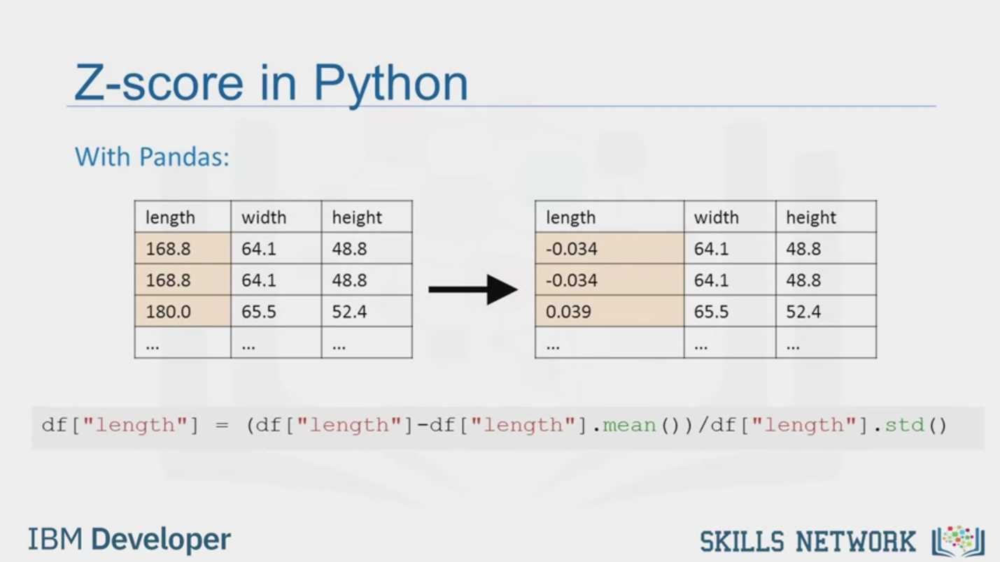 Z-score in Python
With Pandas:
length width height
168.8 64.1 48.8
168.8 64.1 48.8
180.0 65.5 52.4
... ... ...
length width height
-0.034 64.1 48.8
-0.034 64.1 48.8
0.039 65.5 52.4
... ... ...
df["length"] = (df["length"]-df["length"].mean())/df["length"].std()
IBM Developer
SKILLS NETWORK